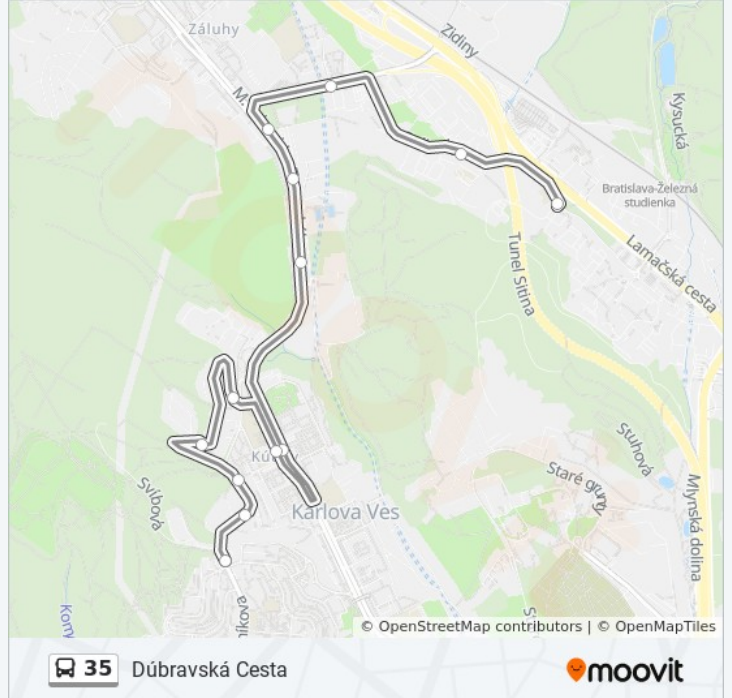 Záluhy
Zidiny
M.
Kysucká
Bratislava-Železná
studienka
Lamačská cesta
Tunel Sitina
Svíbová
Karlova Ves
Stuhová
Staré grunty
Mlynská dolina
© OpenStreetMap contributors | © OpenMapTiles
35 Dúbravská Cesta
moovit